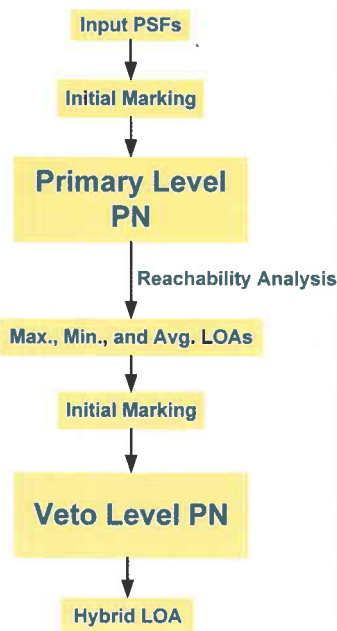 Input PSFs
Initial Marking
Primary Level
PN
Reachability Analysis
Max., Min., and Avg. LOAs
Initial Marking
Veto Level PN
Hybrid LOA